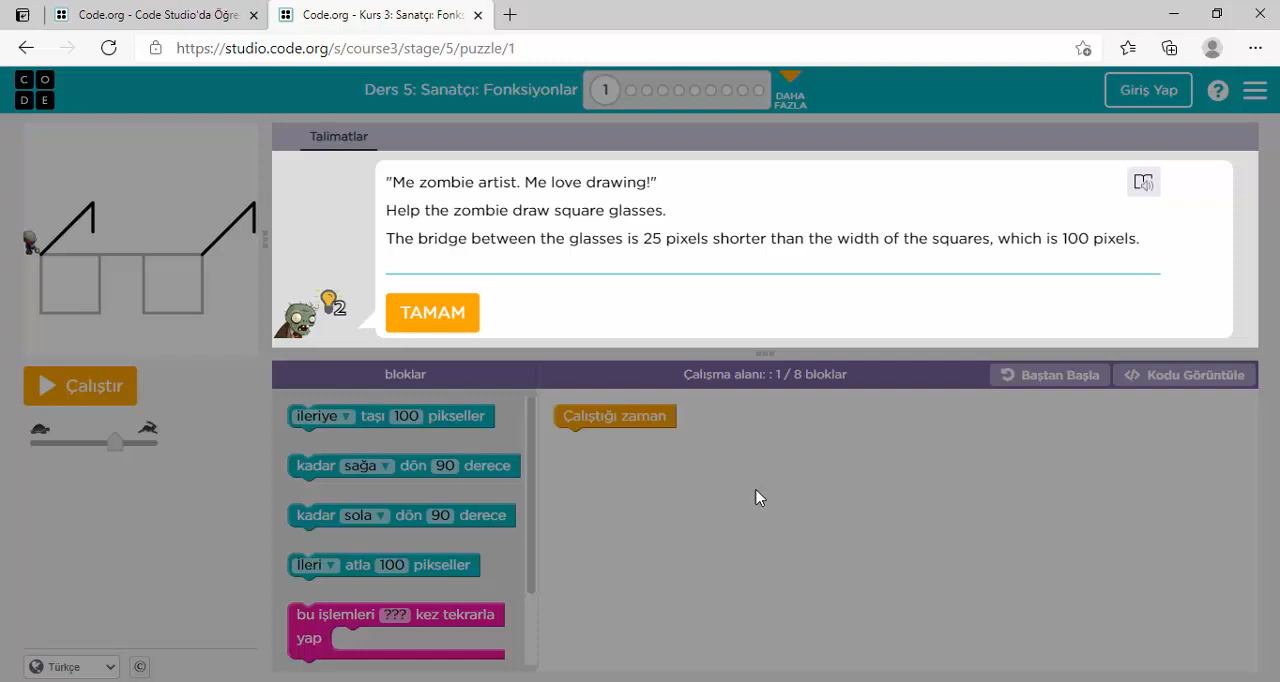 Code.org - Code Studio'da Öğre
Code.org - Kurs 3: Sanatçı: Fonks
https://studio.code.org/s/course3/stage/5/puzzle/1
C O
D E
Ders 5: Sanatçı: Fonksiyonlar
1
DAHA
FAZLA
Giriş Yap
?
Talimatlar
"Me zombie artist. Me love drawing!"
Help the zombie draw square glasses.
The bridge between the glasses is 25 pixels shorter than the width of the squares, which is 100 pixels.
2
TAMAM
Çalıştır
bloklar
Çalışma alanı: : 1 / 8 bloklar
Baştan Başla
</> Kodu Görüntüle
ileriye taşı 100 pikseller
kadar sağa dön 90 derece
kadar sola dön 90 derece
İleri atla 100 pikseller
bu işlemleri ??? kez tekrarla
yap
Çalıştığı zaman
Türkçe
©